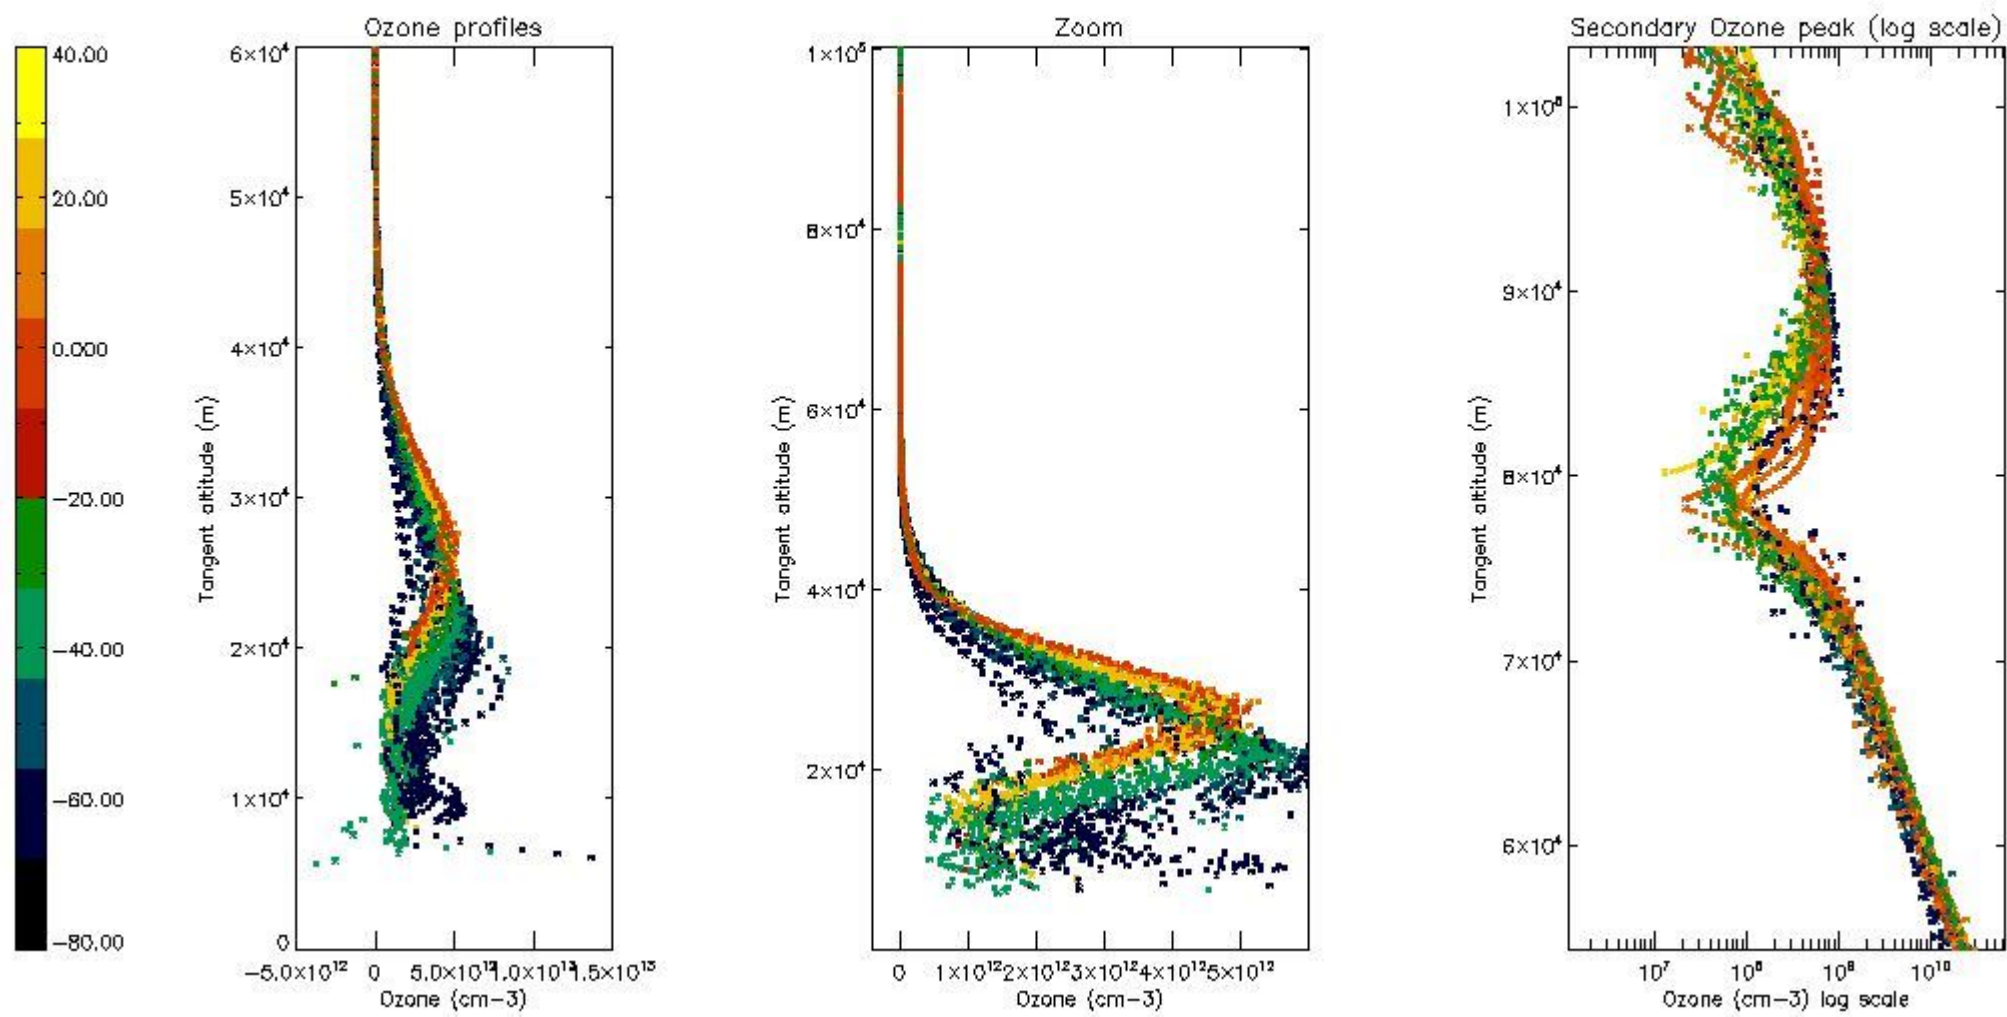 Ozone profiles
Zoom
Secondary Ozone peak (log scale)
40.00
20.00
0.000
−20.00
−40.00
−60.00
−80.00
6×10⁴
5×10⁴
4×10⁴
3×10⁴
2×10⁴
1×10⁴
0
Tangent altitude (m)
−5.0×10¹² 0 5.0×10¹² 1.0×10¹³ 1.5×10¹³
Ozone (cm−3)
1×10⁵
8×10⁴
6×10⁴
4×10⁴
2×10⁴
Tangent altitude (m)
0 1×10¹² 2×10¹² 3×10¹² 4×10¹² 5×10¹²
Ozone (cm−3)
1×10⁵
9×10⁴
8×10⁴
7×10⁴
6×10⁴
Tangent altitude (m)
10⁷ 10⁸ 10⁹ 10¹⁰
Ozone (cm−3) log scale